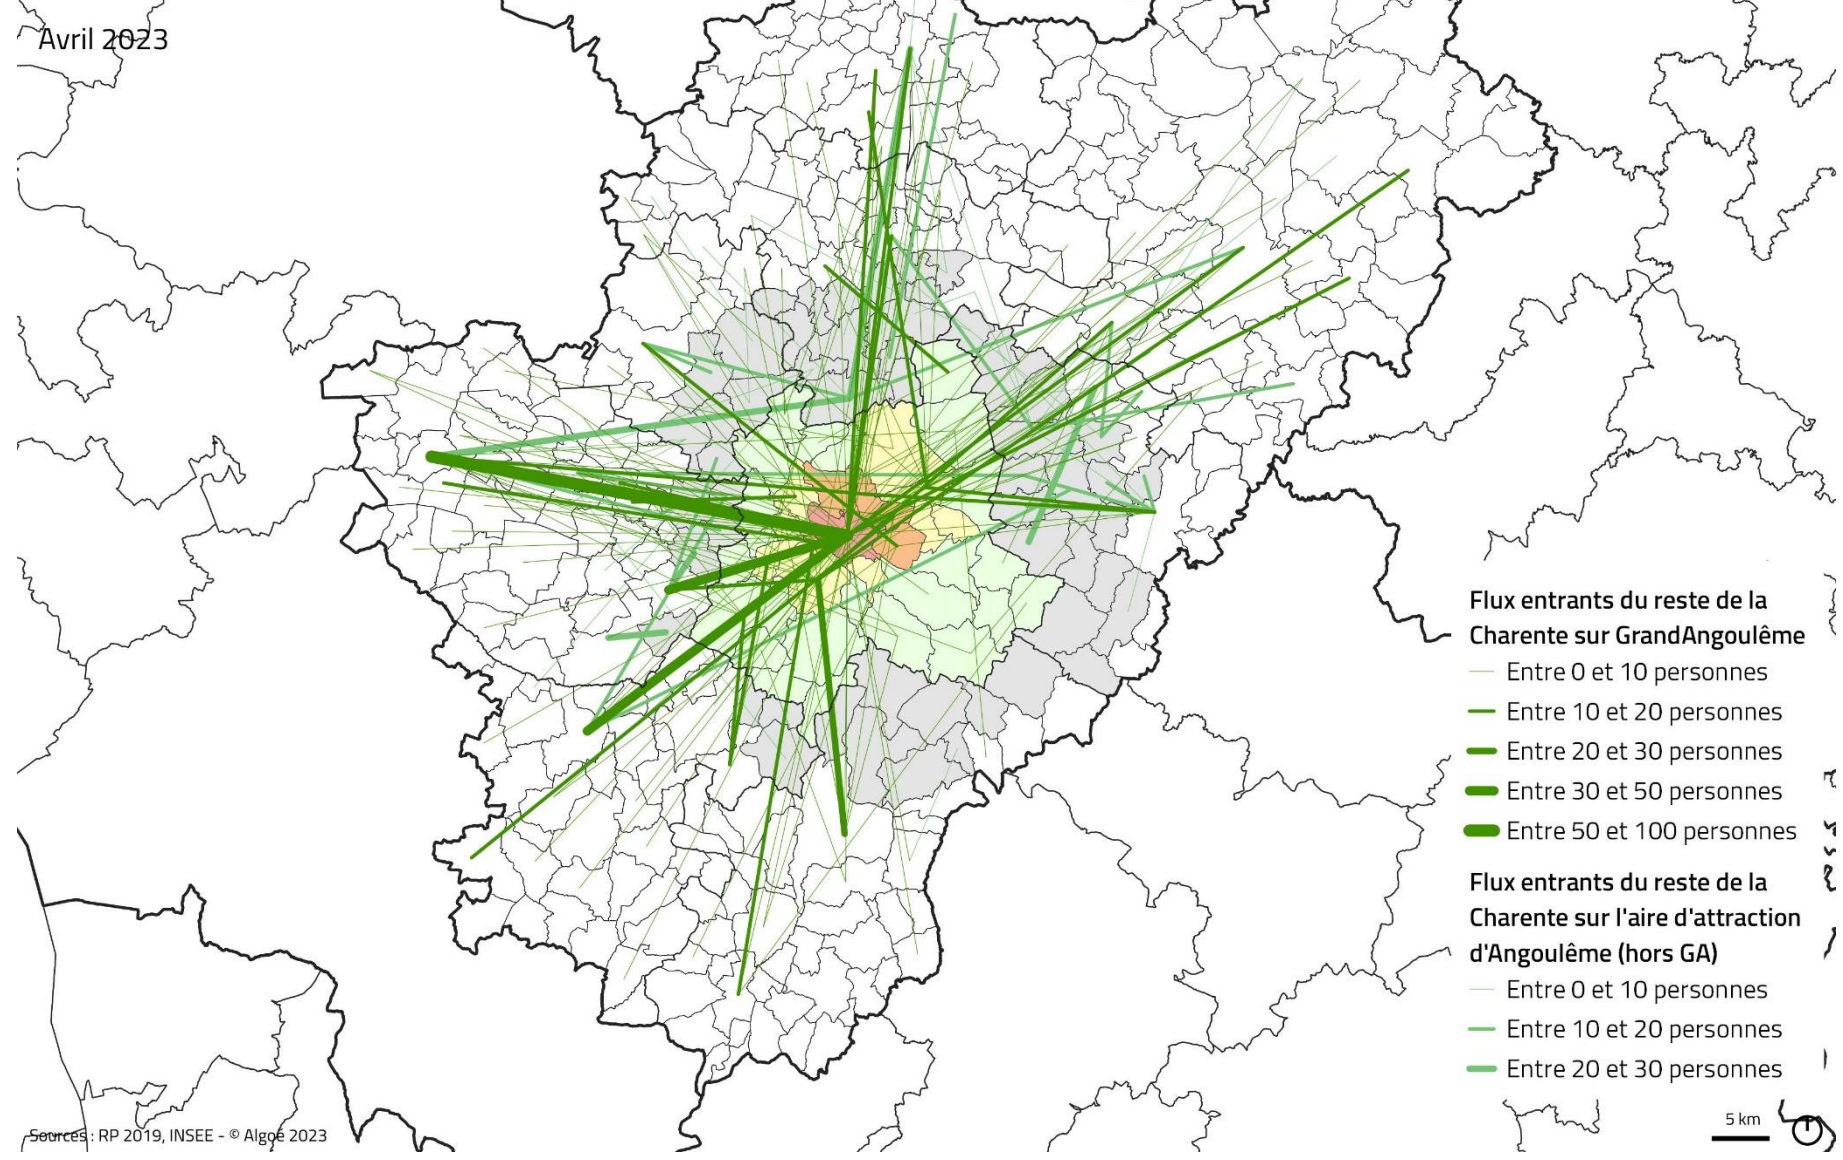 Avril 2023
Flux entrants du reste de la
Charente sur GrandAngoulême
Entre 0 et 10 personnes
Entre 10 et 20 personnes
Entre 20 et 30 personnes
Entre 30 et 50 personnes
Entre 50 et 100 personnes
Flux entrants du reste de la
Charente sur l'aire d'attraction
d'Angoulême (hors GA)
Entre 0 et 10 personnes
Entre 10 et 20 personnes
Entre 20 et 30 personnes
5 km
Sources : RP 2019, INSEE - © Algoé 2023